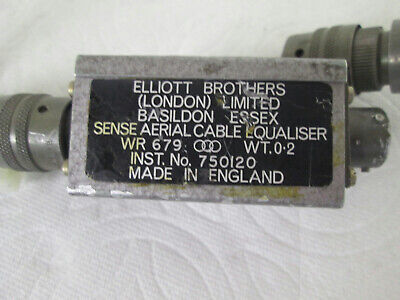 ELLIOTT BROTHERS
(LONDON) LIMITED
BASILDON ESSEX
SENSE AERIAL CABLE EQUALISER
WR 679 WT.0·2
INST. No. 750120
MADE IN ENGLAND